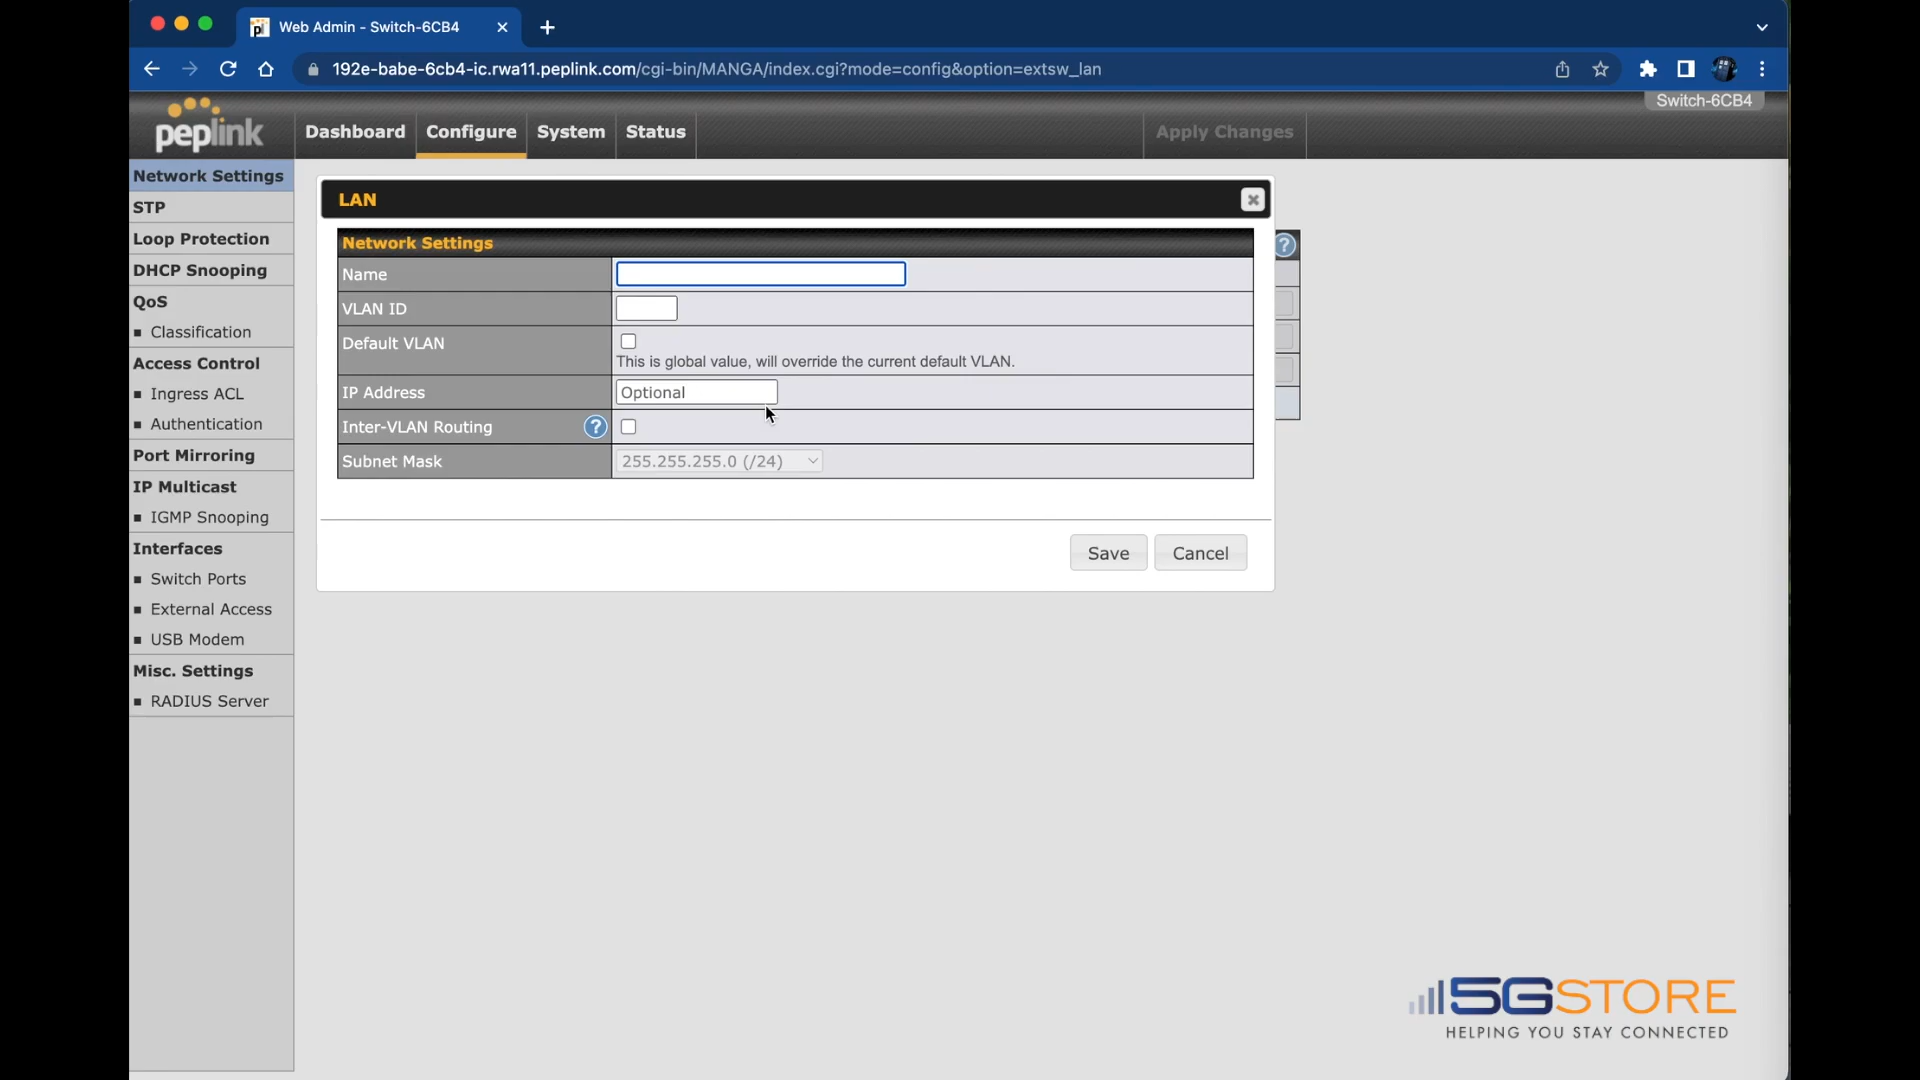 Web Admin - Switch-6CB4
192e-babe-6cb4-ic.rwa11.peplink.com/cgi-bin/MANGA/index.cgi?mode=config&option=extsw_lan
Switch-6CB4
peplink
Dashboard
Configure
System
Status
Apply Changes
Network Settings
STP
Loop Protection
DHCP Snooping
QoS
Classification
Access Control
Ingress ACL
Authentication
Port Mirroring
IP Multicast
IGMP Snooping
Interfaces
Switch Ports
External Access
USB Modem
Misc. Settings
RADIUS Server
LAN
Network Settings
?
Name
VLAN ID
Default VLAN
This is global value, will override the current default VLAN.
IP Address
Optional
Inter-VLAN Routing
?
Subnet Mask
255.255.255.0 (/24)
Save
Cancel
5GSTORE
HELPING YOU STAY CONNECTED